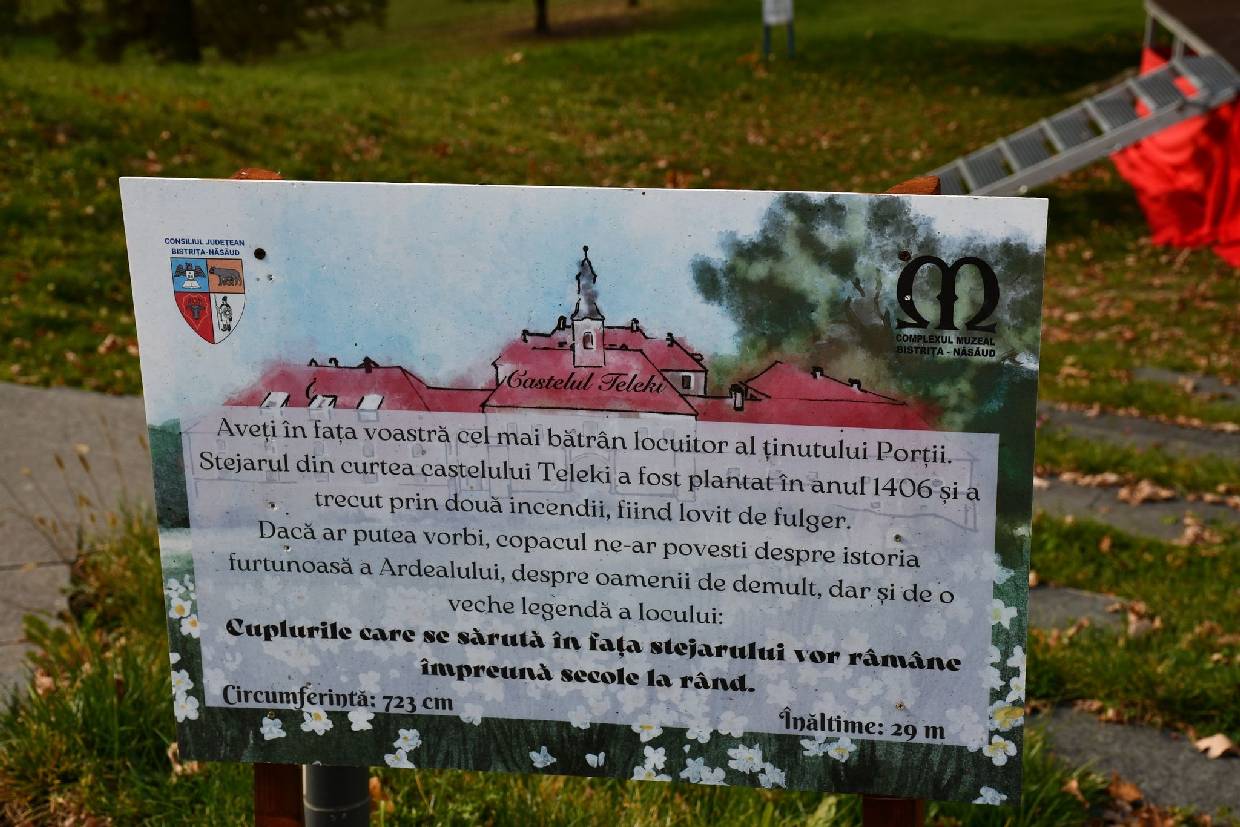 CONSILIUL JUDEȚEAN
BISTRIȚA-NĂSĂUD
COMPLEXUL MUZEAL
BISTRIȚA - NĂSĂUD
Castelul Teleki
Aveți în fața voastră cel mai bătrân locuitor al ținutului Porții.
Stejarul din curtea castelului Teleki a fost plantat în anul 1406 și a
trecut prin două incendii, fiind lovit de fulger.
Dacă ar putea vorbi, copacul ne-ar povesti despre istoria
furtunoasă a Ardealului, despre oamenii de demult, dar și de o
veche legendă a locului:
Cuplurile care se sărută în fața stejarului vor rămâne
împreună secole la rând.
Circumferință: 723 cm
Înălțime: 29 m